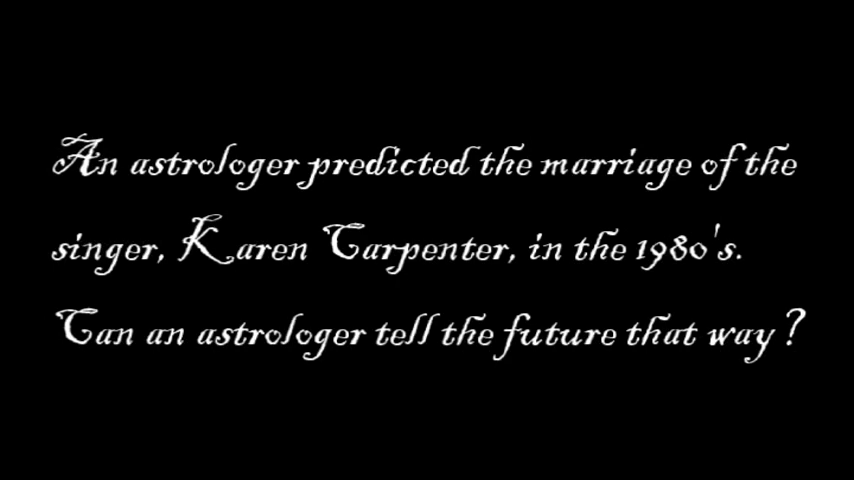 An astrologer predicted the marriage of the
singer, Karen Carpenter, in the 1980's.
Can an astrologer tell the future that way?